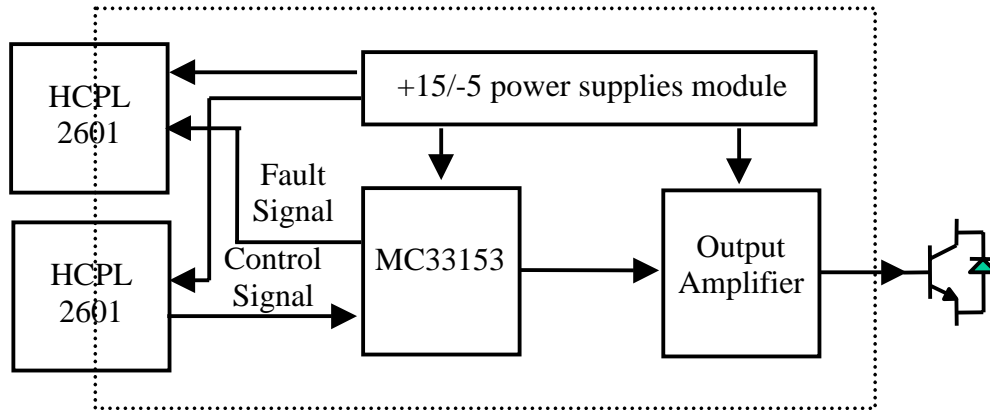 HCPL
2601
+15/-5 power supplies module
Fault
Signal
HCPL
2601
Control
Signal
MC33153
Output
Amplifier